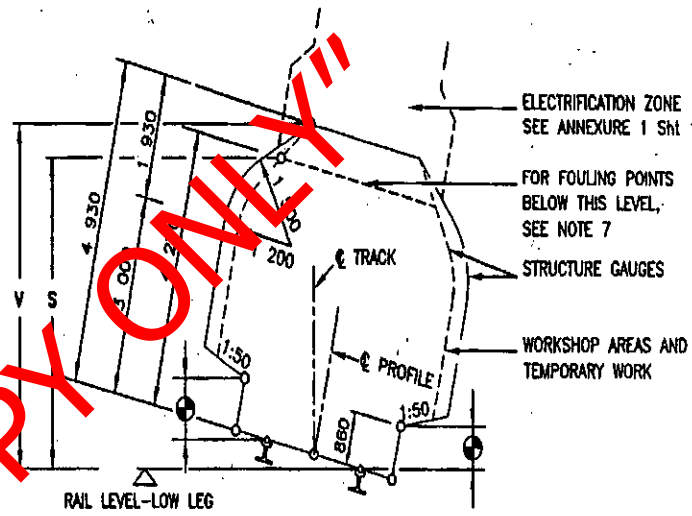 ELECTRIFICATION ZONE
SEE ANNEXURE 1 Sht
FOR FOULING POINTS
BELOW THIS LEVEL,
SEE NOTE 7
STRUCTURE GAUGES
WORKSHOP AREAS AND
TEMPORARY WORK
4 930
1 930
V
S
200
℄ TRACK
℄ PROFILE
1:50
1:50
860
RAIL LEVEL-LOW LEG
PY ONLY"